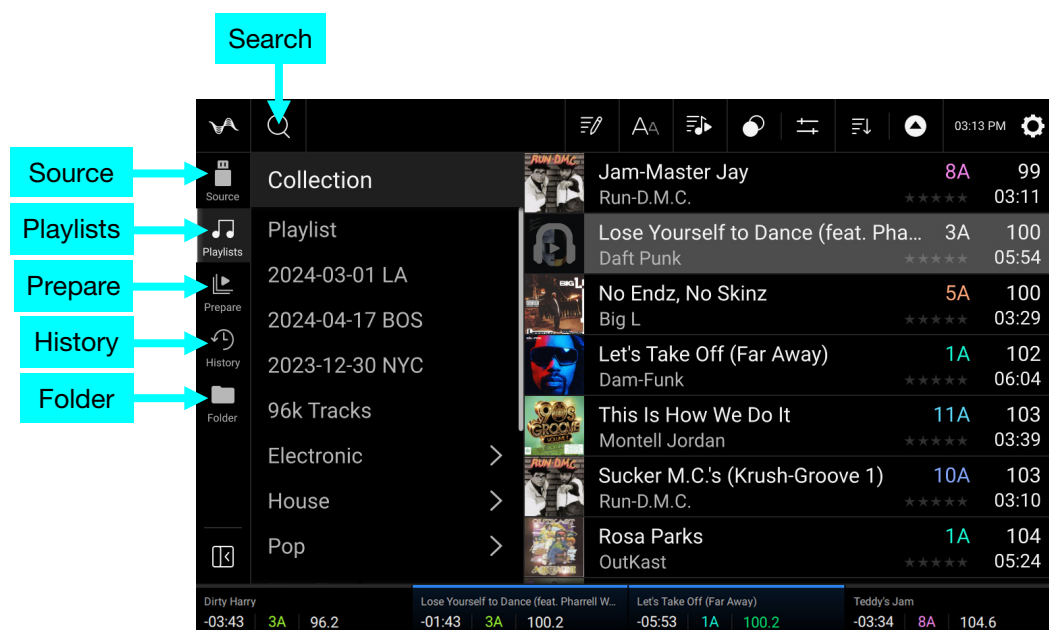 Search
03:13 PM
Source
Playlists
Prepare
History
Folder
Source
Playlists
Prepare
History
Folder
Collection
Playlist
2024-03-01 LA
2024-04-17 BOS
2023-12-30 NYC
96k Tracks
Electronic
House
Pop
Jam-Master Jay 8A 99
Run-D.M.C. 03:11
Lose Yourself to Dance (feat. Pha... 3A 100
Daft Punk 05:54
No Endz, No Skinz 5A 100
Big L 03:29
Let's Take Off (Far Away) 1A 102
Dam-Funk 06:04
This Is How We Do It 11A 103
Montell Jordan 03:39
Sucker M.C.'s (Krush-Groove 1) 10A 103
Run-D.M.C. 03:10
Rosa Parks 1A 104
OutKast 05:24
RUN-DMC
BIG L
90s
GROOVE
RUN-DMC
Dirty Harry
-03:43 3A 96.2
Lose Yourself to Dance (feat. Pharrell W...
-01:43 3A 100.2
Let's Take Off (Far Away)
-05:53 1A 100.2
Teddy's Jam
-03:34 8A 104.6